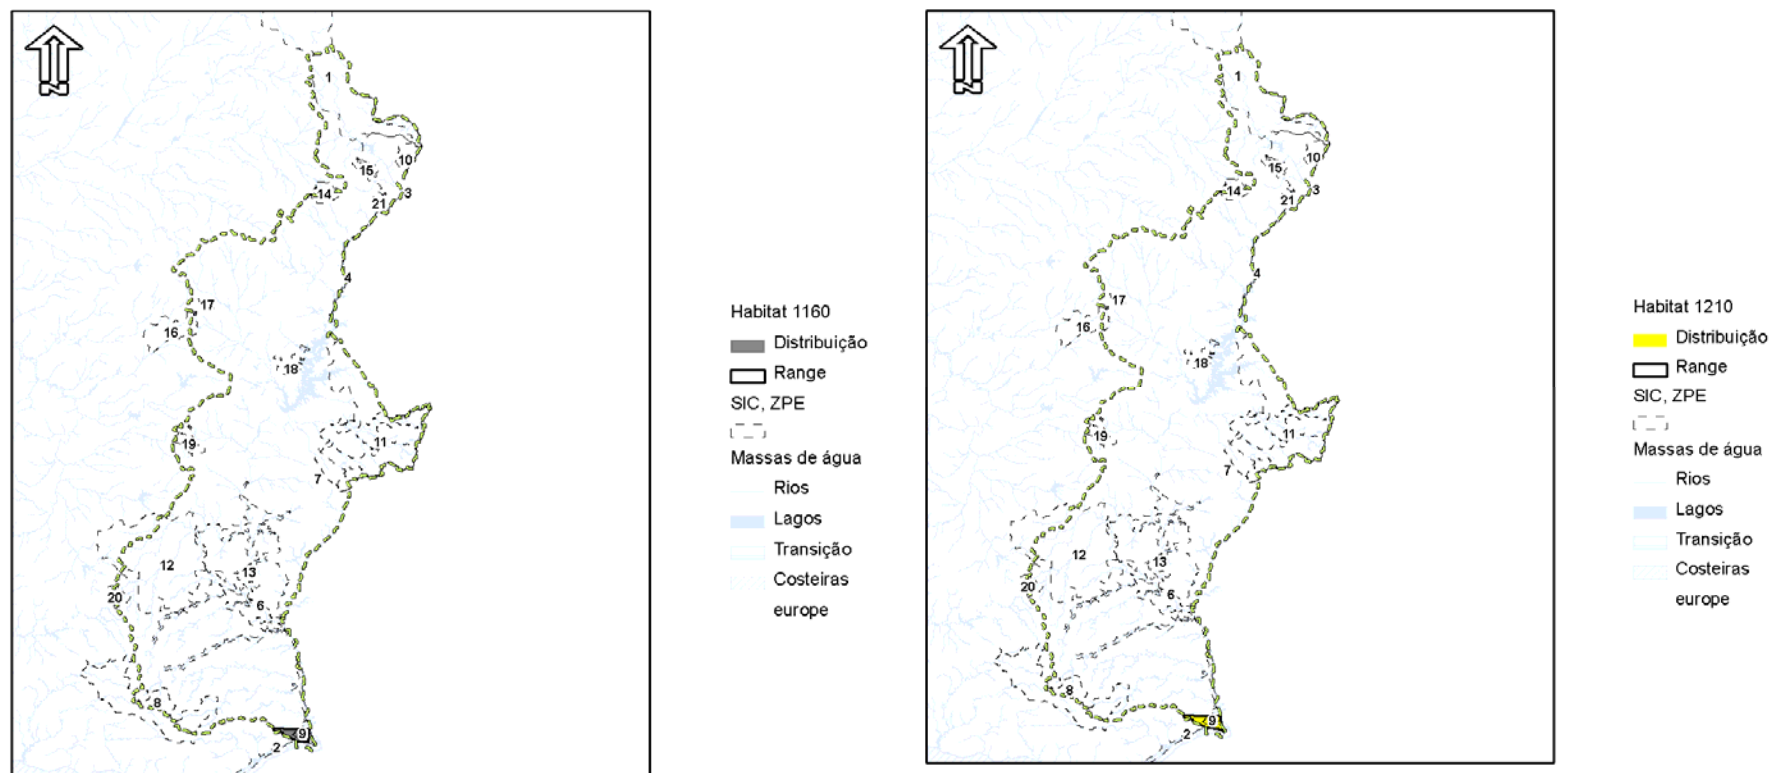 N
1
10
15
14
3
21
4
17
16
18
11
19
7
12
13
20
6
8
9
2
Habitat 1160
Distribuição
Range
SIC, ZPE
Massas de água
Rios
Lagos
Transição
Costeiras
europe
N
1
10
15
14
3
21
4
17
16
18
11
19
7
12
13
20
6
8
9
2
Habitat 1210
Distribuição
Range
SIC, ZPE
Massas de água
Rios
Lagos
Transição
Costeiras
europe